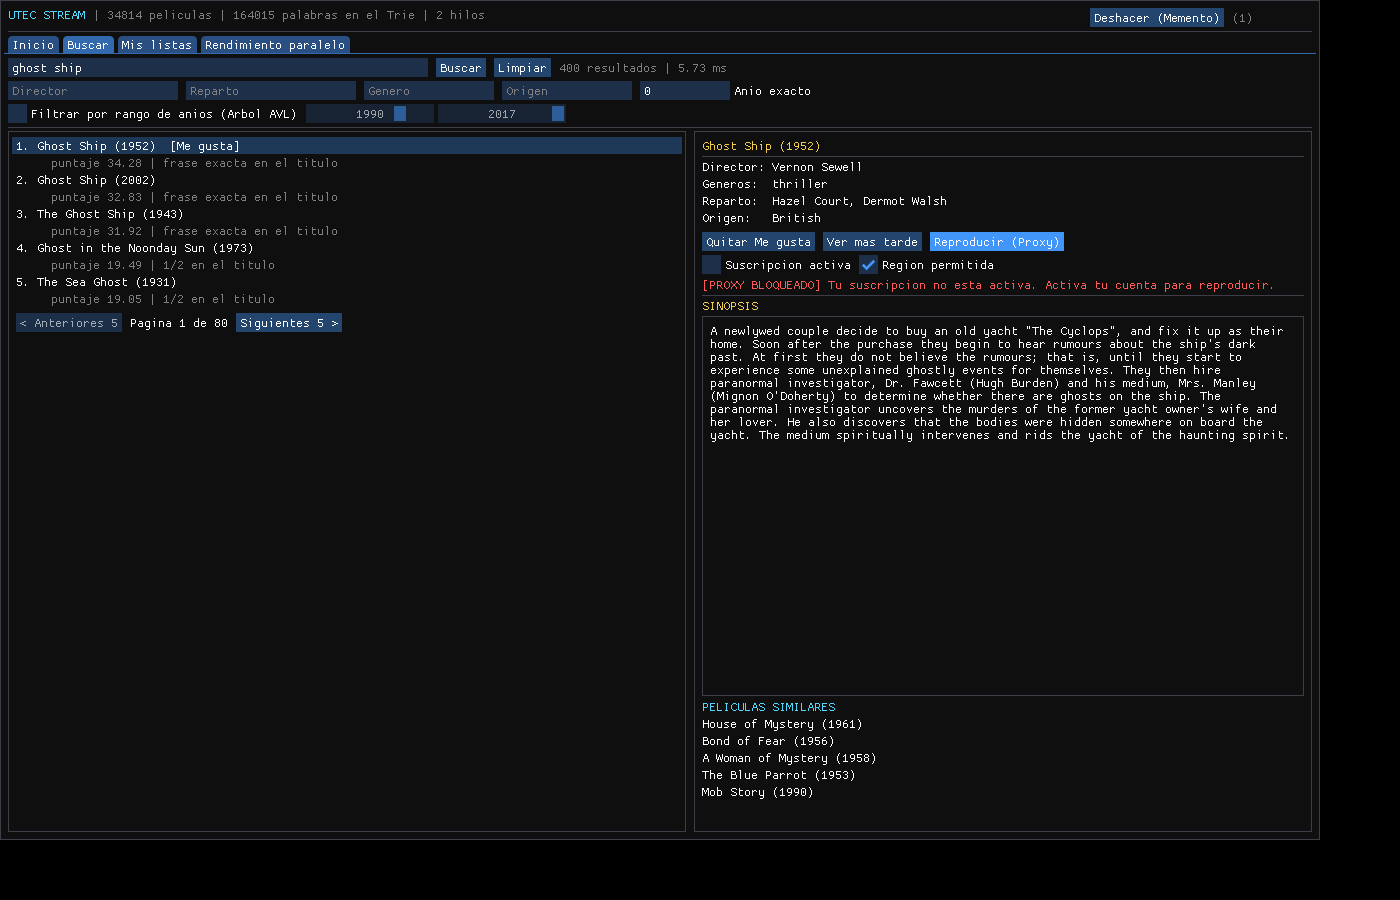 UTEC STREAM | 34814 peliculas | 164015 palabras en el Trie | 2 hilos
Deshacer (Memento) (1)
Inicio Buscar Mis listas Rendimiento paralelo
ghost ship Buscar Limpiar 400 resultados | 5.73 ms
Director Reparto Genero Origen 0 Anio exacto
Filtrar por rango de anios (Arbol AVL) 1990 2017
1. Ghost Ship (1952) [Me gusta]
puntaje 34.28 | frase exacta en el titulo
2. Ghost Ship (2002)
puntaje 32.83 | frase exacta en el titulo
3. The Ghost Ship (1943)
puntaje 31.92 | frase exacta en el titulo
4. Ghost in the Noonday Sun (1973)
puntaje 19.49 | 1/2 en el titulo
5. The Sea Ghost (1931)
puntaje 19.05 | 1/2 en el titulo
< Anteriores 5 Pagina 1 de 80 Siguientes 5 >
Ghost Ship (1952)
Director: Vernon Sewell
Generos: thriller
Reparto: Hazel Court, Dermot Walsh
Origen: British
Quitar Me gusta Ver mas tarde Reproducir (Proxy)
Suscripcion activa Region permitida
[PROXY BLOQUEADO] Tu suscripcion no esta activa. Activa tu cuenta para reproducir.
SINOPSIS
A newlywed couple decide to buy an old yacht "The Cyclops", and fix it up as their
home. Soon after the purchase they begin to hear rumours about the ship's dark
past. At first they do not believe the rumours; that is, until they start to
experience some unexplained ghostly events for themselves. They then hire
paranormal investigator, Dr. Fawcett (Hugh Burden) and his medium, Mrs. Manley
(Mignon O'Doherty) to determine whether there are ghosts on the ship. The
paranormal investigator uncovers the murders of the former yacht owner's wife and
her lover. He also discovers that the bodies were hidden somewhere on board the
yacht. The medium spiritually intervenes and rids the yacht of the haunting spirit.
PELICULAS SIMILARES
House of Mystery (1961)
Bond of Fear (1956)
A Woman of Mystery (1958)
The Blue Parrot (1953)
Mob Story (1990)